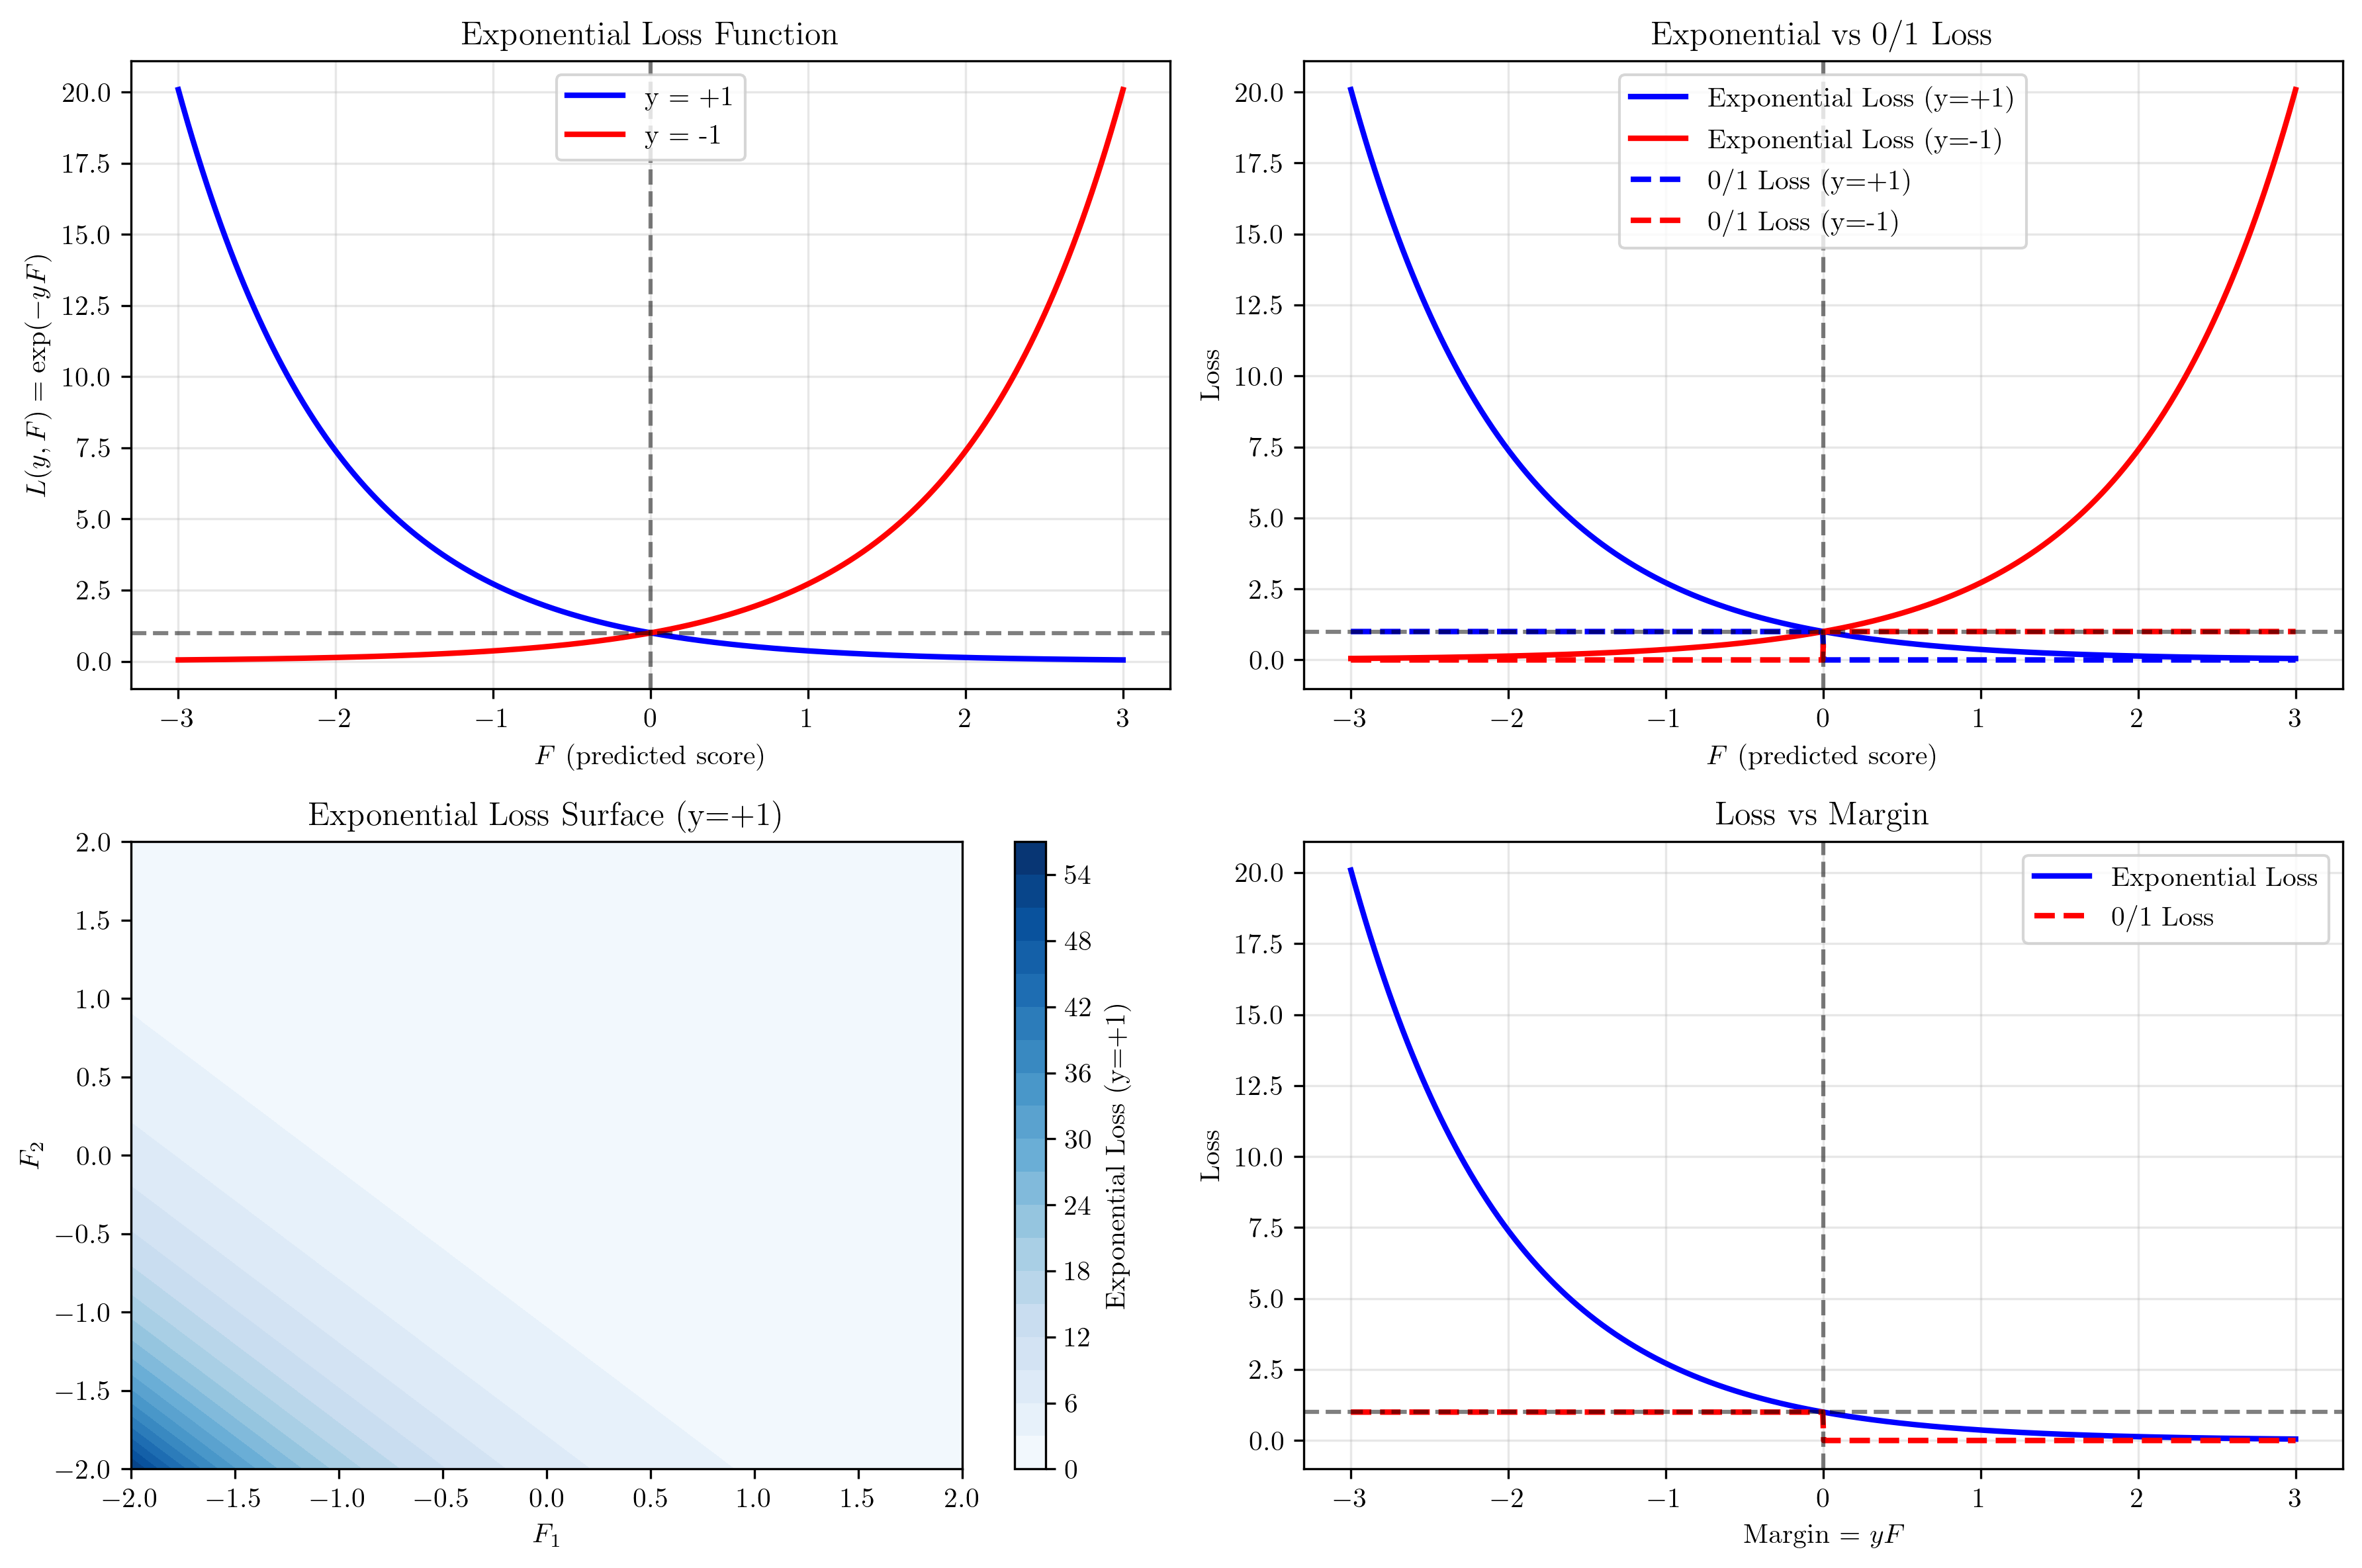 Exponential Loss Function
L(y, F) = exp(−yF)
20.0
17.5
15.0
12.5
10.0
7.5
5.0
2.5
0.0
y = +1
y = -1
−3 −2 −1 0 1 2 3
F (predicted score)
Exponential vs 0/1 Loss
Loss
20.0
17.5
15.0
12.5
10.0
7.5
5.0
2.5
0.0
Exponential Loss (y=+1)
Exponential Loss (y=-1)
0/1 Loss (y=+1)
0/1 Loss (y=-1)
−3 −2 −1 0 1 2 3
F (predicted score)
Exponential Loss Surface (y=+1)
F₂
2.0
1.5
1.0
0.5
0.0
−0.5
−1.0
−1.5
−2.0
−2.0 −1.5 −1.0 −0.5 0.0 0.5 1.0 1.5 2.0
F₁
54
48
42
36
30
24
18
12
6
0
Exponential Loss (y=+1)
Loss vs Margin
Loss
20.0
17.5
15.0
12.5
10.0
7.5
5.0
2.5
0.0
Exponential Loss
0/1 Loss
−3 −2 −1 0 1 2 3
Margin = yF